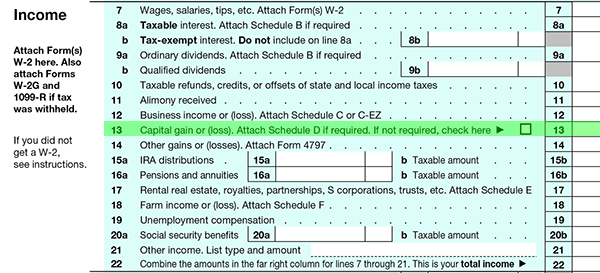 Income
Attach Form(s)
W-2 here. Also
attach Forms
W-2G and
1099-R if tax
was withheld.
If you did not
get a W-2,
see instructions.
7 Wages, salaries, tips, etc. Attach Form(s) W-2 . . . . . . . . . . . . 7
8a Taxable interest. Attach Schedule B if required . . . . . . . . . . . . 8a
b Tax-exempt interest. Do not include on line 8a . . . 8b
9a Ordinary dividends. Attach Schedule B if required . . . . . . . . . . . 9a
b Qualified dividends . . . . . . . . . . . 9b
10 Taxable refunds, credits, or offsets of state and local income taxes . . . . . . 10
11 Alimony received . . . . . . . . . . . . . . . . . . . . . 11
12 Business income or (loss). Attach Schedule C or C-EZ . . . . . . . . . . 12
13 Capital gain or (loss). Attach Schedule D if required. If not required, check here ▶ 13
14 Other gains or (losses). Attach Form 4797 . . . . . . . . . . . . . . 14
15a IRA distributions . 15a b Taxable amount . . . 15b
16a Pensions and annuities 16a b Taxable amount . . . 16b
17 Rental real estate, royalties, partnerships, S corporations, trusts, etc. Attach Schedule E 17
18 Farm income or (loss). Attach Schedule F . . . . . . . . . . . . . . 18
19 Unemployment compensation . . . . . . . . . . . . . . . . . 19
20a Social security benefits 20a b Taxable amount . . . 20b
21 Other income. List type and amount 21
22 Combine the amounts in the far right column for lines 7 through 21. This is your total income ▶ 22